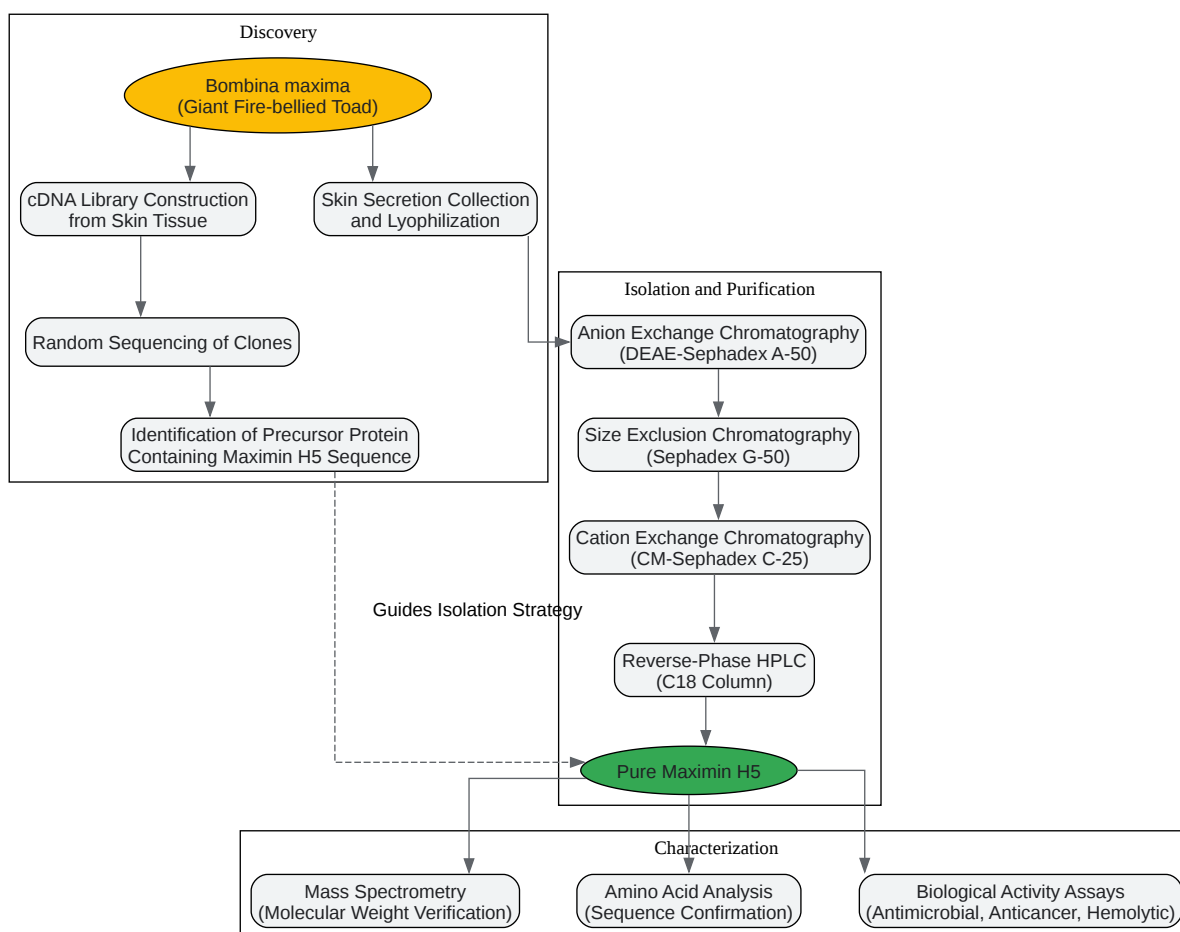 Discovery
Bombina maxima
(Giant Fire-bellied Toad)
cDNA Library Construction
from Skin Tissue
Skin Secretion Collection
and Lyophilization
Random Sequencing of Clones
Identification of Precursor Protein
Containing Maximin H5 Sequence
Isolation and Purification
Anion Exchange Chromatography
(DEAE-Sephadex A-50)
Size Exclusion Chromatography
(Sephadex G-50)
Cation Exchange Chromatography
(CM-Sephadex C-25)
Guides Isolation Strategy
Reverse-Phase HPLC
(C18 Column)
Pure Maximin H5
Characterization
Mass Spectrometry
(Molecular Weight Verification)
Amino Acid Analysis
(Sequence Confirmation)
Biological Activity Assays
(Antimicrobial, Anticancer, Hemolytic)